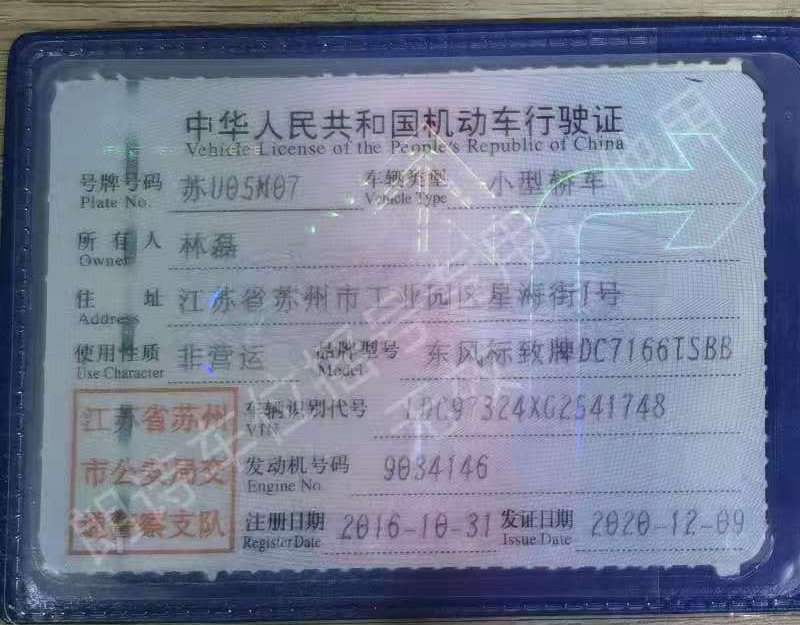 中华人民共和国机动车行驶证
Vehicle License of the People's Republic of China
号牌号码 苏U05M07 车辆类型 小型轿车
Plate No. Vehicle Type
所有人 林磊
Owner
住址 江苏省苏州市工业园区星海街1号
Address
使用性质 非营运 品牌型号 东风标致牌DC7166TSBB
Use Character Model
江苏省苏州 车辆识别代号 LDC97324XG2541748
VIN
市公安局交 发动机号码 9034146
Engine No.
通警察支队 注册日期 2016-10-31 发证日期 2020-12-09
Register Date Issue Date